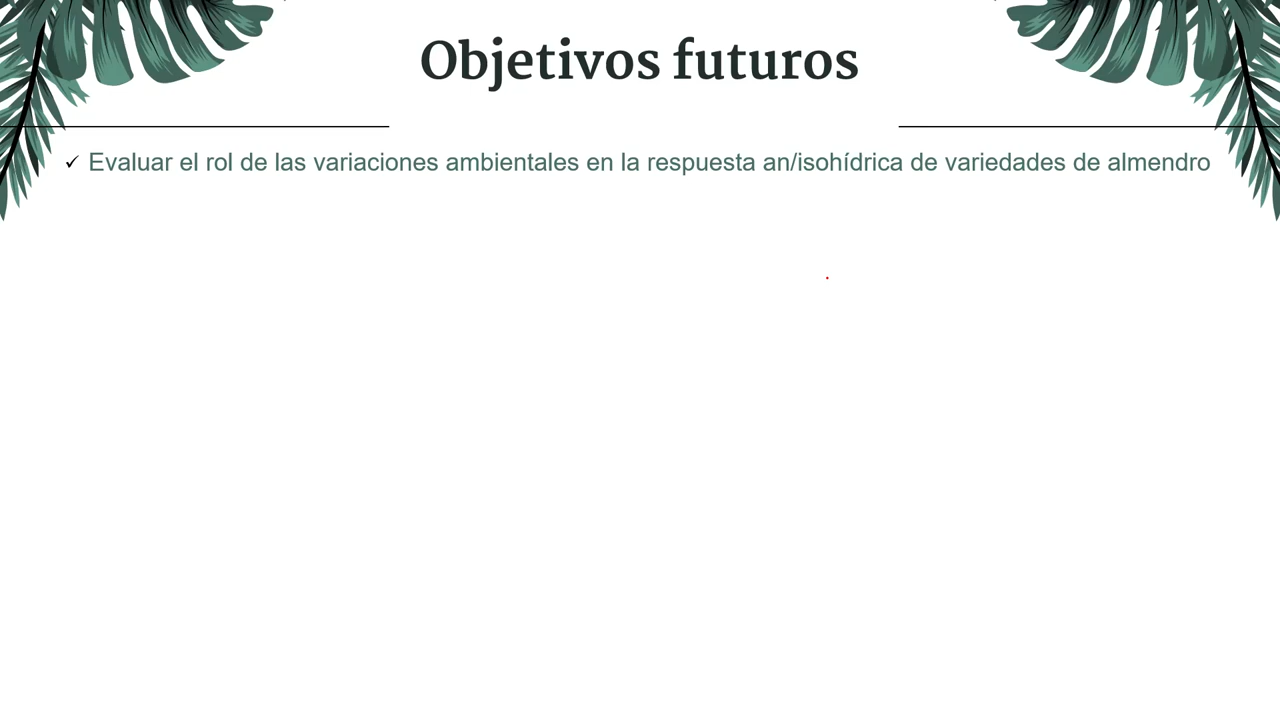 Objetivos futuros
✓ Evaluar el rol de las variaciones ambientales en la respuesta an/isohídrica de variedades de almendro